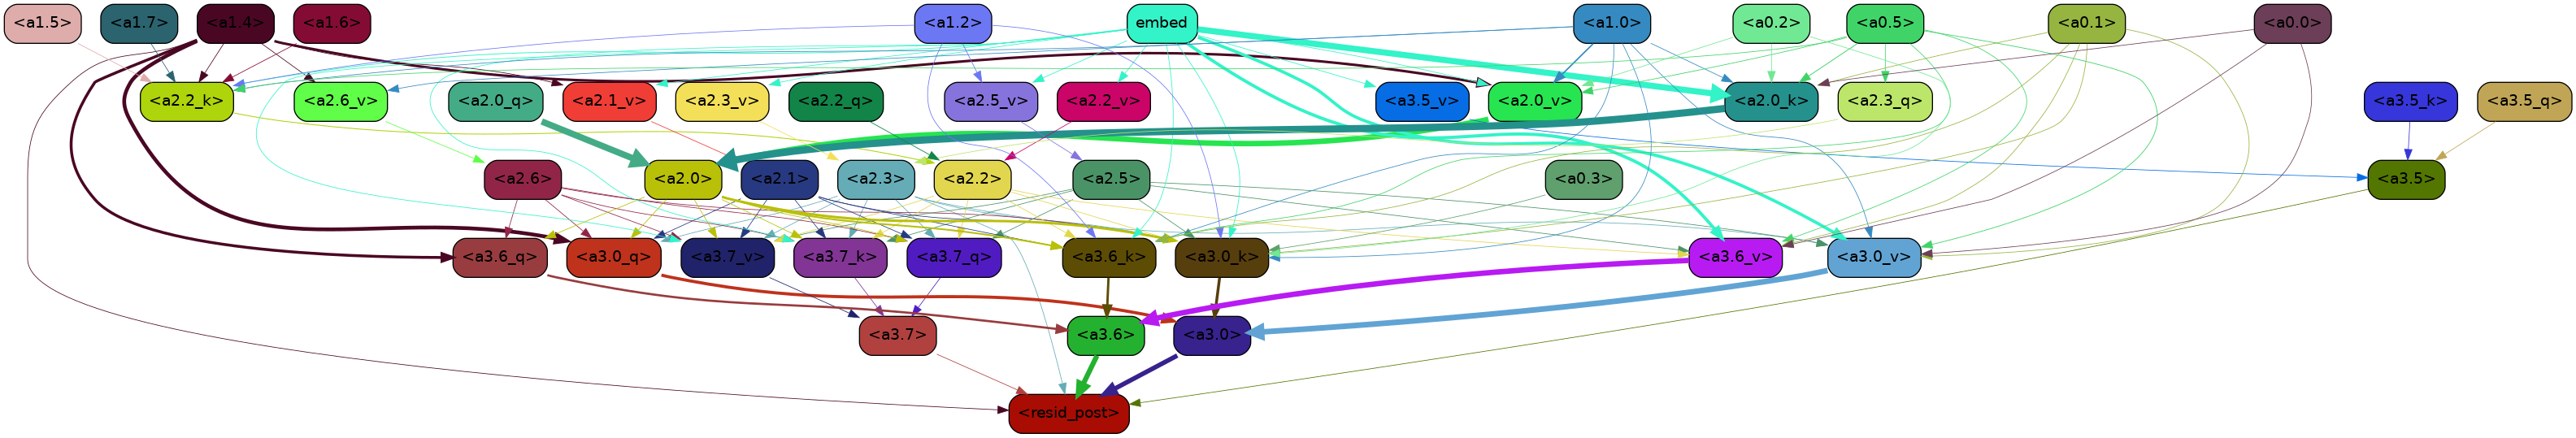 <a1.5> <a1.7> <a1.4> <a1.6> <a1.2> embed <a1.0> <a0.2> <a0.5> <a0.1> <a0.0>
<a2.2_k> <a2.6_v> <a2.0_q> <a2.1_v> <a2.3_v> <a2.2_q> <a2.5_v> <a2.2_v> <a3.5_v> <a2.0_v> <a2.0_k> <a2.3_q> <a3.5_k> <a3.5_q>
<a2.6> <a2.0> <a2.1> <a2.3> <a2.2> <a2.5> <a0.3> <a3.5>
<a3.6_q> <a3.0_q> <a3.7_v> <a3.7_k> <a3.7_q> <a3.6_k> <a3.0_k> <a3.6_v> <a3.0_v>
<a3.7> <a3.6> <a3.0>
<resid_post>